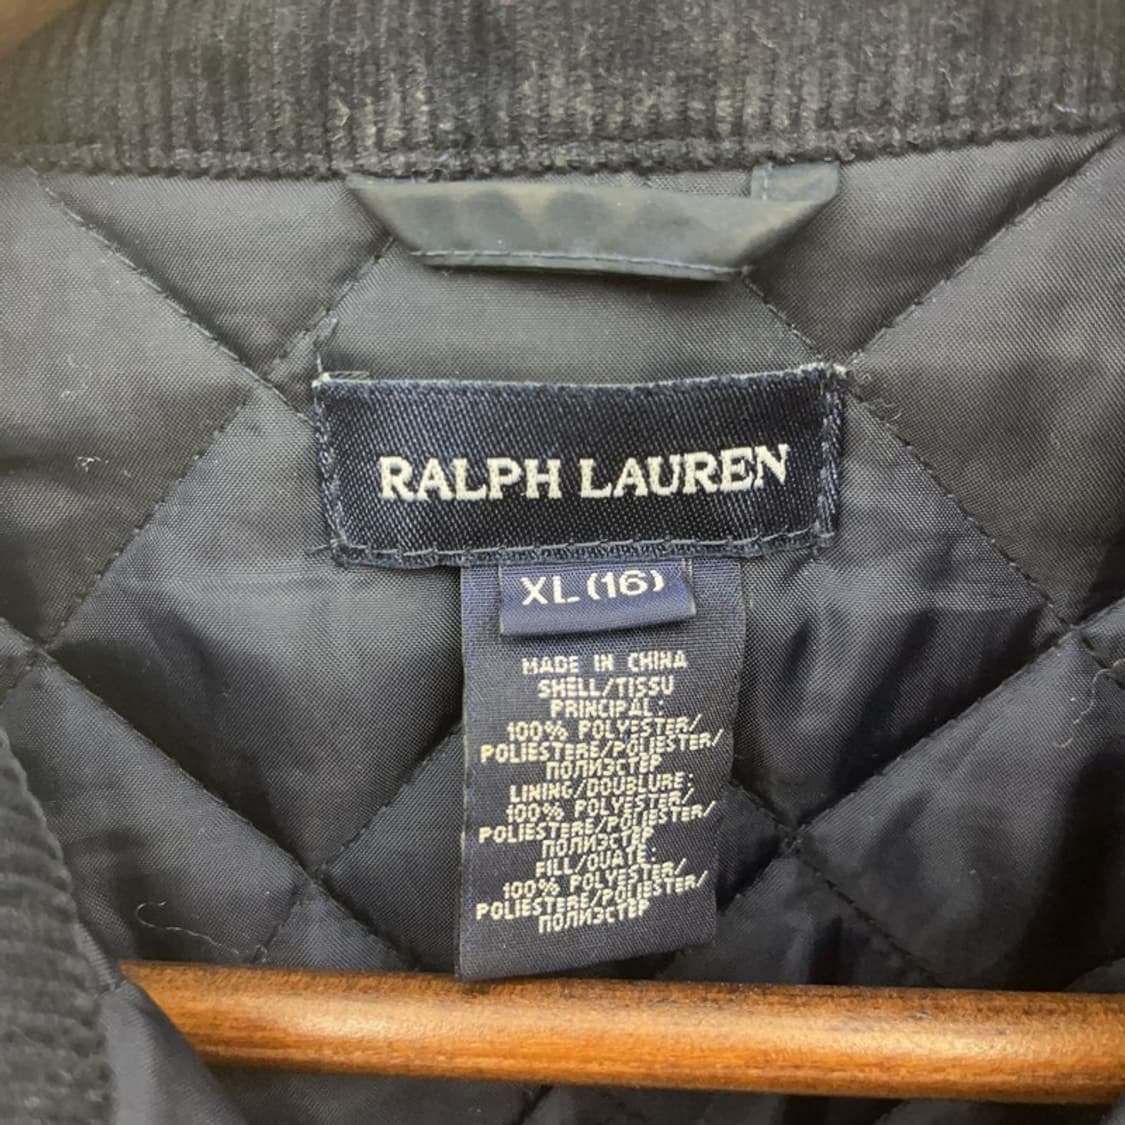 RALPH LAUREN
XL (16)
MADE IN CHINA
SHELL/TISSU
PRINCIPAL:
100% POLYESTER/
POLIESTERE/POLIESTER/
ПОЛИЭСТЕР
LINING/DOUBLURE:
100% POLYESTER/
POLIESTERE/POLIESTER/
ПОЛИЭСТЕР
FILL/OUATE:
100% POLYESTER/
POLIESTERE/POLIESTER/
ПОЛИЭСТЕР